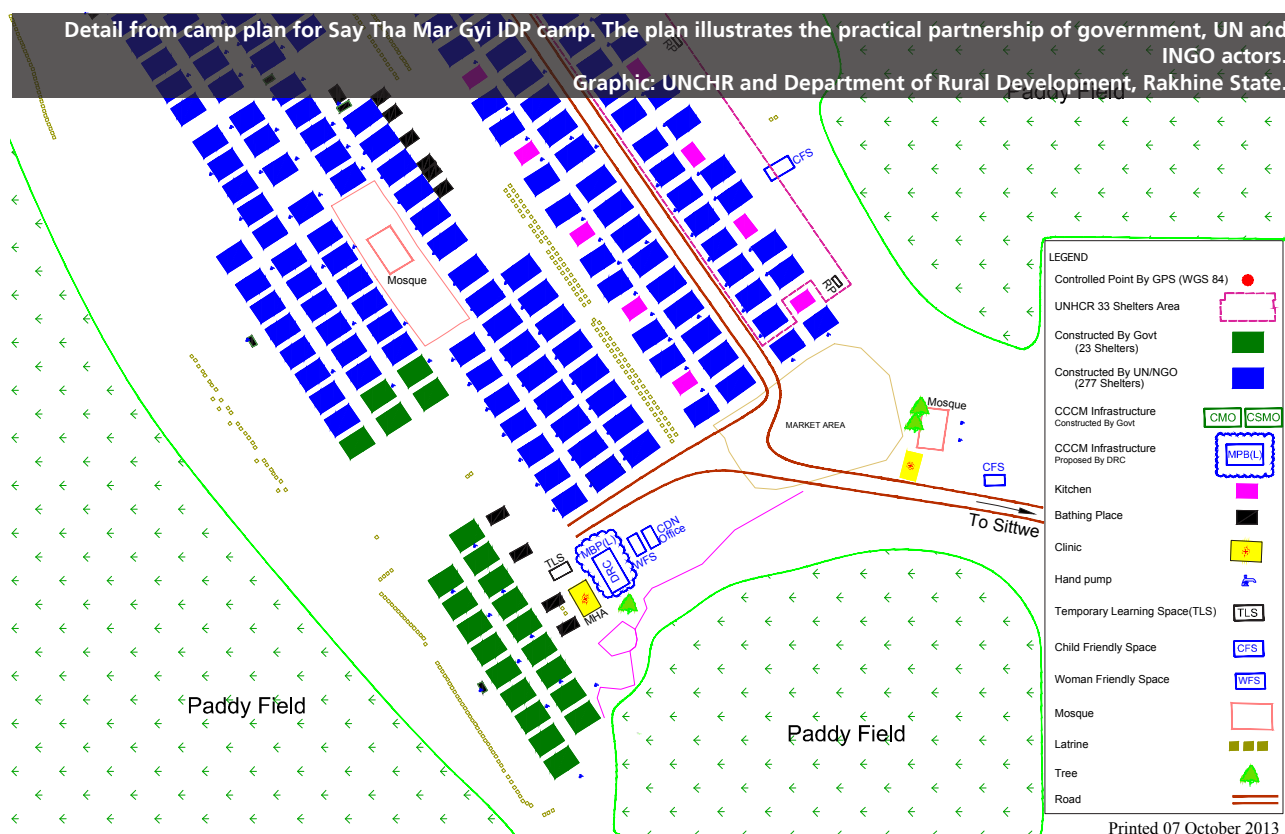 Detail from camp plan for Say Tha Mar Gyi IDP camp. The plan illustrates the practical partnership of government, UN and
INGO actors.
Graphic: UNCHR and Department of Rural Development, Rakhine State.
RP
Paddy Field
CFS
Mosque
RP
LEGEND
Controlled Point By GPS (WGS 84)
UNHCR 33 Shelters Area
Constructed By Govt
(23 Shelters)
Constructed By UN/NGO
(277 Shelters)
CCCM Infrastructure
Constructed By Govt
CMO
CSMO
CCCM Infrastructure
Proposed By DRC
MPB(L)
Kitchen
Bathing Place
Clinic
Hand pump
Temporary Learning Space(TLS)
TLS
Child Friendly Space
CFS
Woman Friendly Space
WFS
Mosque
Latrine
Tree
Road
Mosque
MARKET AREA
CFS
To Sittwe
CDN
Office
WFS
MBP(L)
DRC
TLS
MHA
Paddy Field
Paddy Field
Printed 07 October 2013